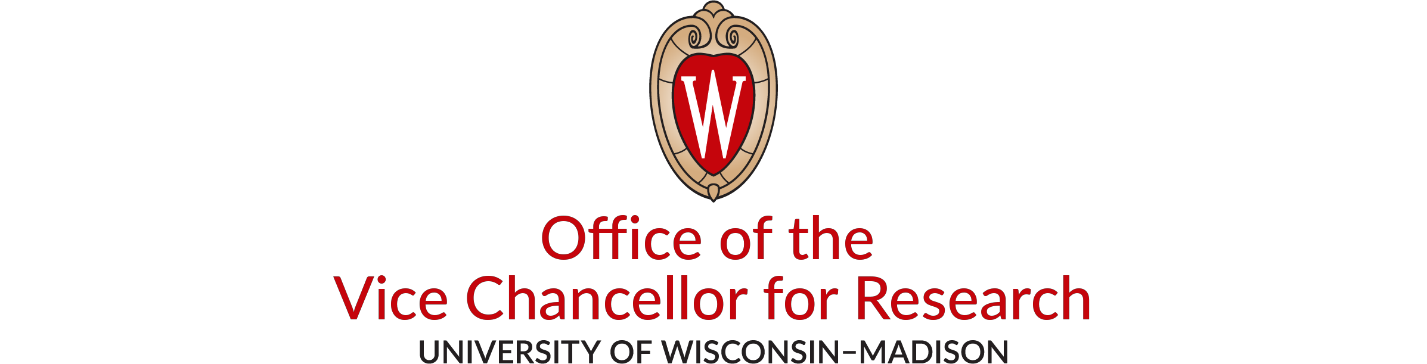 W
Office of the
Vice Chancellor for Research
UNIVERSITY OF WISCONSIN–MADISON